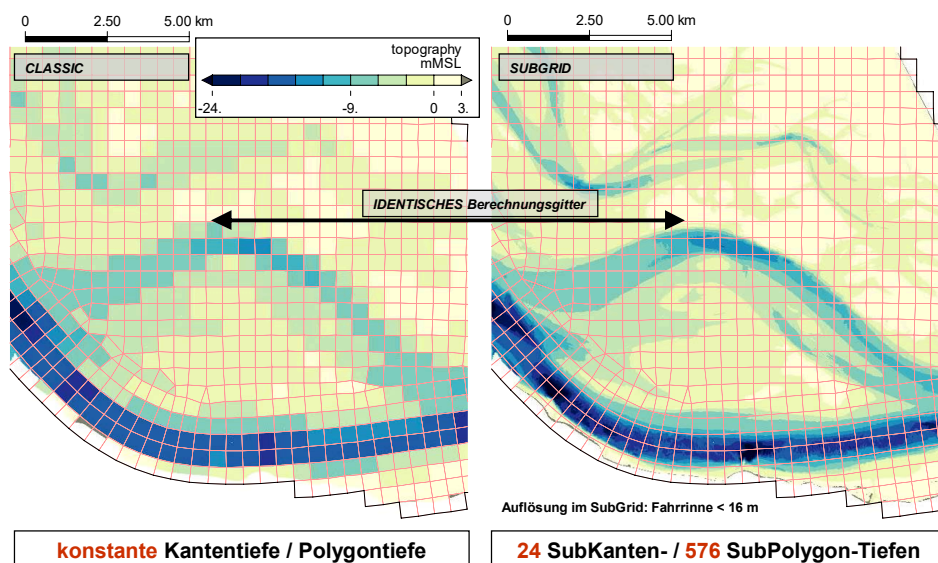 0 2.50 5.00 km
0 2.50 5.00 km
CLASSIC
topography
mMSL
-24. -9. 0 3.
SUBGRID
IDENTISCHES Berechnungsgitter
Auflösung im SubGrid: Fahrrinne < 16 m
konstante Kantentiefe / Polygontiefe
24 SubKanten- / 576 SubPolygon-Tiefen